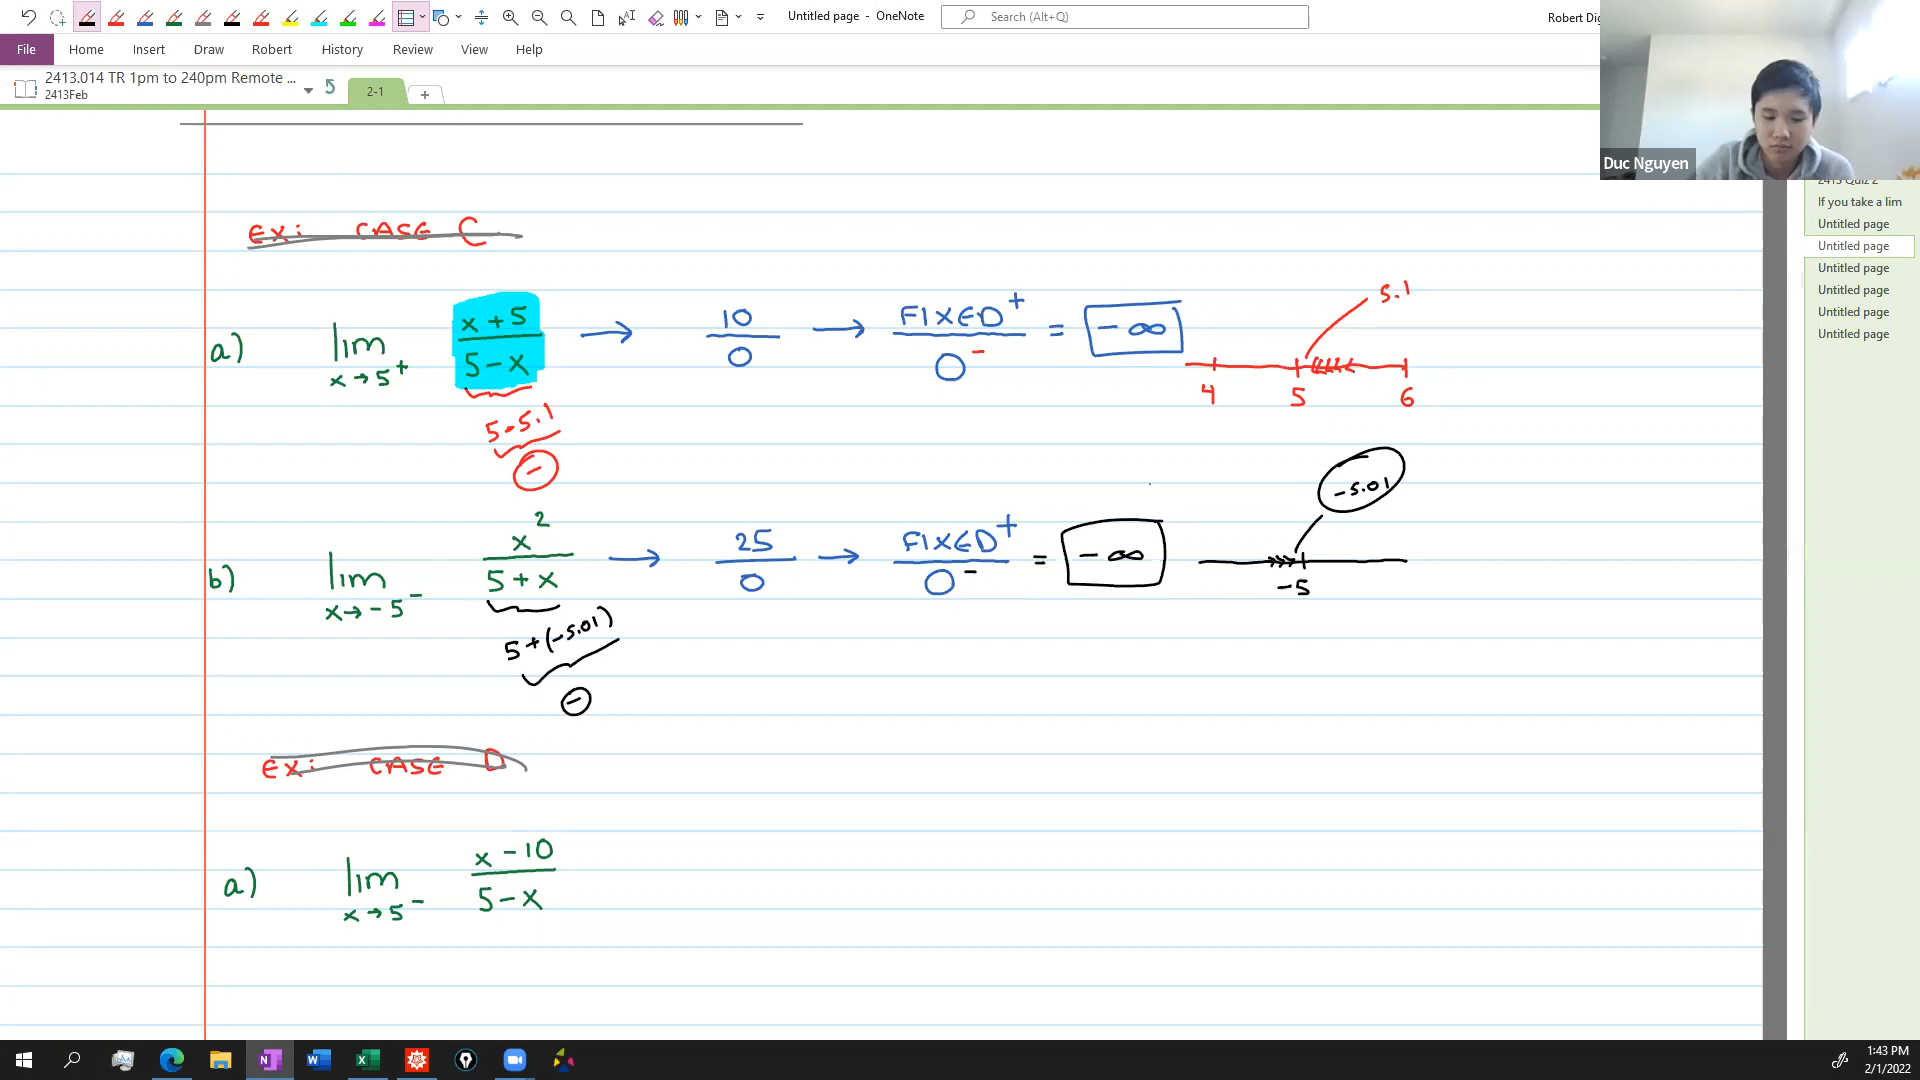 Untitled page - OneNote
Search (Alt+Q)
Robert Dig
File Home Insert Draw Robert History Review View Help
2413.014 TR 1pm to 240pm Remote ...
2413Feb
2-1
Duc Nguyen
2413 Quiz 2
If you take a lim
Untitled page
Untitled page
Untitled page
Untitled page
Untitled page
Untitled page
EX: CASE C
a) lim x→5⁺ (x+5)/(5-x) → 10/0 → FIXED⁺/0⁻ = -∞
5.1
4 5 6
5-5.1
-
b) lim x→-5⁻ x²/(5+x) → 25/0 → FIXED⁺/0⁻ = -∞
-5.01
-5
5+(-5.01)
-
EX: CASE D
a) lim x→5⁻ (x-10)/(5-x)
1:43 PM
2/1/2022